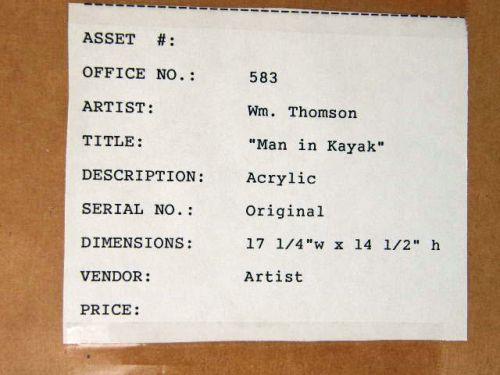 ASSET #:
OFFICE NO.: 583
ARTIST: Wm. Thomson
TITLE: "Man in Kayak"
DESCRIPTION: Acrylic
SERIAL NO.: Original
DIMENSIONS: 17 1/4"w x 14 1/2" h
VENDOR: Artist
PRICE: